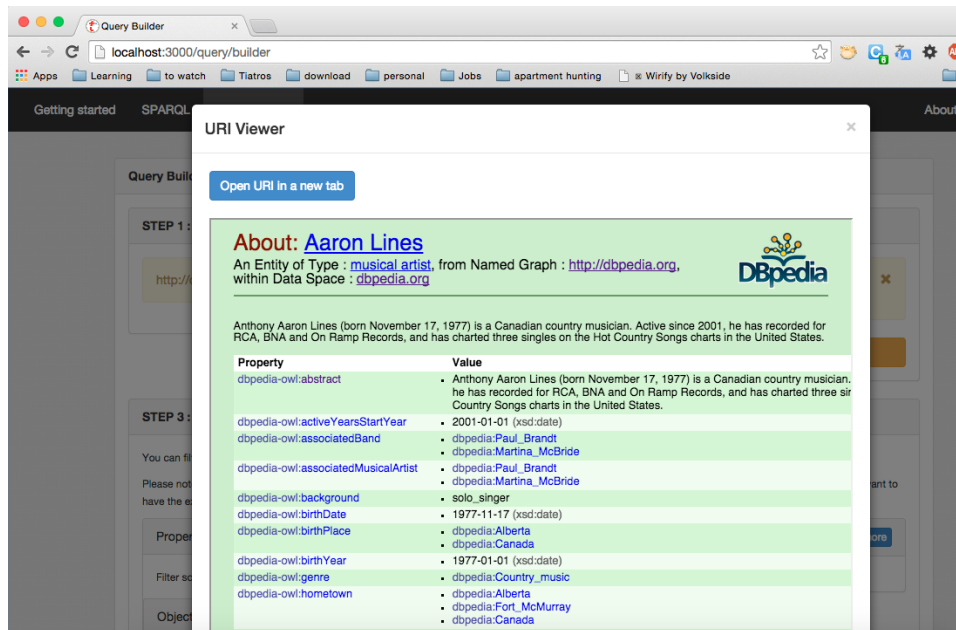 Query Builder
localhost:3000/query/builder
Apps Learning to watch Tiatros download personal Jobs apartment hunting Wirify by Volkside
Getting started SPARQL About
URI Viewer
×
Query Buil
Open URI in a new tab
STEP 1 :
http://
About: Aaron Lines
An Entity of Type : musical artist, from Named Graph : http://dbpedia.org,
within Data Space : dbpedia.org
DBpedia
Anthony Aaron Lines (born November 17, 1977) is a Canadian country musician. Active since 2001, he has recorded for
RCA, BNA and On Ramp Records, and has charted three singles on the Hot Country Songs charts in the United States.
Property Value
dbpedia-owl:abstract • Anthony Aaron Lines (born November 17, 1977) is a Canadian country musician.
he has recorded for RCA, BNA and On Ramp Records, and has charted three sin
Country Songs charts in the United States.
STEP 3 :
dbpedia-owl:activeYearsStartYear • 2001-01-01 (xsd:date)
dbpedia-owl:associatedBand • dbpedia:Paul_Brandt
• dbpedia:Martina_McBride
You can fil
dbpedia-owl:associatedMusicalArtist • dbpedia:Paul_Brandt
• dbpedia:Martina_McBride
Please not ant to
have the e
dbpedia-owl:background • solo_singer
dbpedia-owl:birthDate • 1977-11-17 (xsd:date)
dbpedia-owl:birthPlace • dbpedia:Alberta
• dbpedia:Canada
Proper ore
dbpedia-owl:birthYear • 1977-01-01 (xsd:date)
dbpedia-owl:genre • dbpedia:Country_music
Filter sc
dbpedia-owl:hometown • dbpedia:Alberta
• dbpedia:Fort_McMurray
• dbpedia:Canada
Object